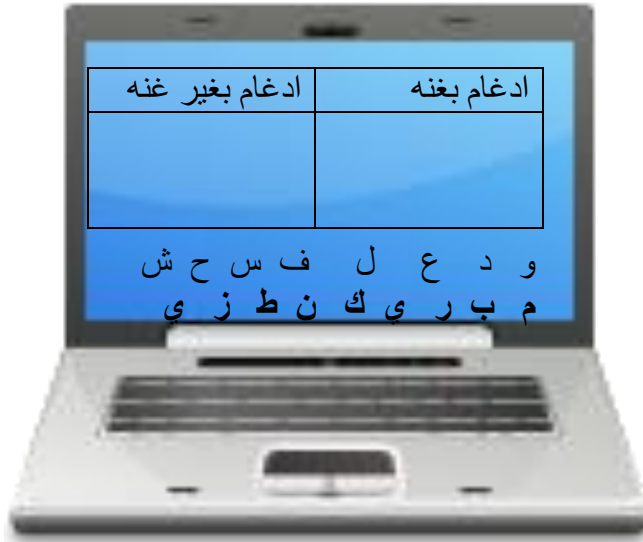 ادغام بغنه ادغام بغير غنه
و د ع ل ف س ح ش
م ب ر ي ك ن ط ز ي